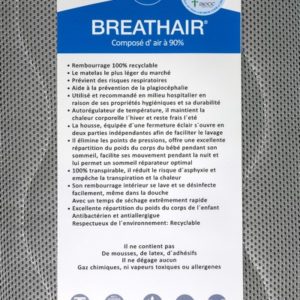 BREATHAIR®
Composé d' air à 90%
• Rembourrage 100% recyclable
• Le matelas le plus léger du marché
• Prévient des risques respiratoires
• Aide à la prévention de la plagiocéphalie
• Utilisé et recommandé en milieu hospitalier en
raison de ses propriétés hygiéniques et sa durabilité
• Autorégulateur de température, il maintient la
chaleur corporelle l´hiver et reste frais l´été
• La housse, équipée d´une fermeture éclair s´ouvre en
deux parties indépendantes afin de faciliter le lavage
• Il élimine les points de pressions, offre une excellente
répartition du poids du corps du bébé pendant son
sommeil, facilite ses mouvement pendant la nuit et
lui permet un sommeil réparateur optimal
• 100% transpirable, il réduit le risque d´asphyxie et
empêche la transpiration et la chaleur
• Son rembourrage intérieur se lave et se désinfecte
facilement, même dans la douche
Avec un temps de séchage extrêmement rapide
• Excellente répartition du poids du corps de l´enfant
Antibactérien et antiallergique
Respectueux de l´environnement: Recyclable
Il ne contient pas
De mousses, de latex, d´adhésifs
Il ne dégage aucun
Gaz chimiques, ni vapeurs toxiques ou allergenes